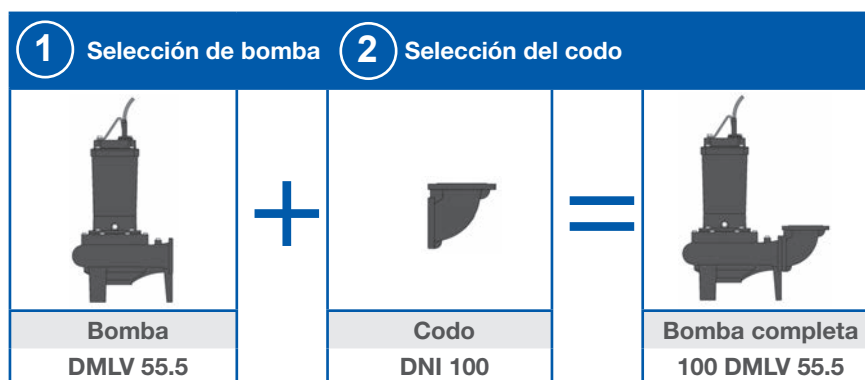 1 Selección de bomba 2 Selección del codo
+ =
Bomba Codo Bomba completa
DMLV 55.5 DNI 100 100 DMLV 55.5